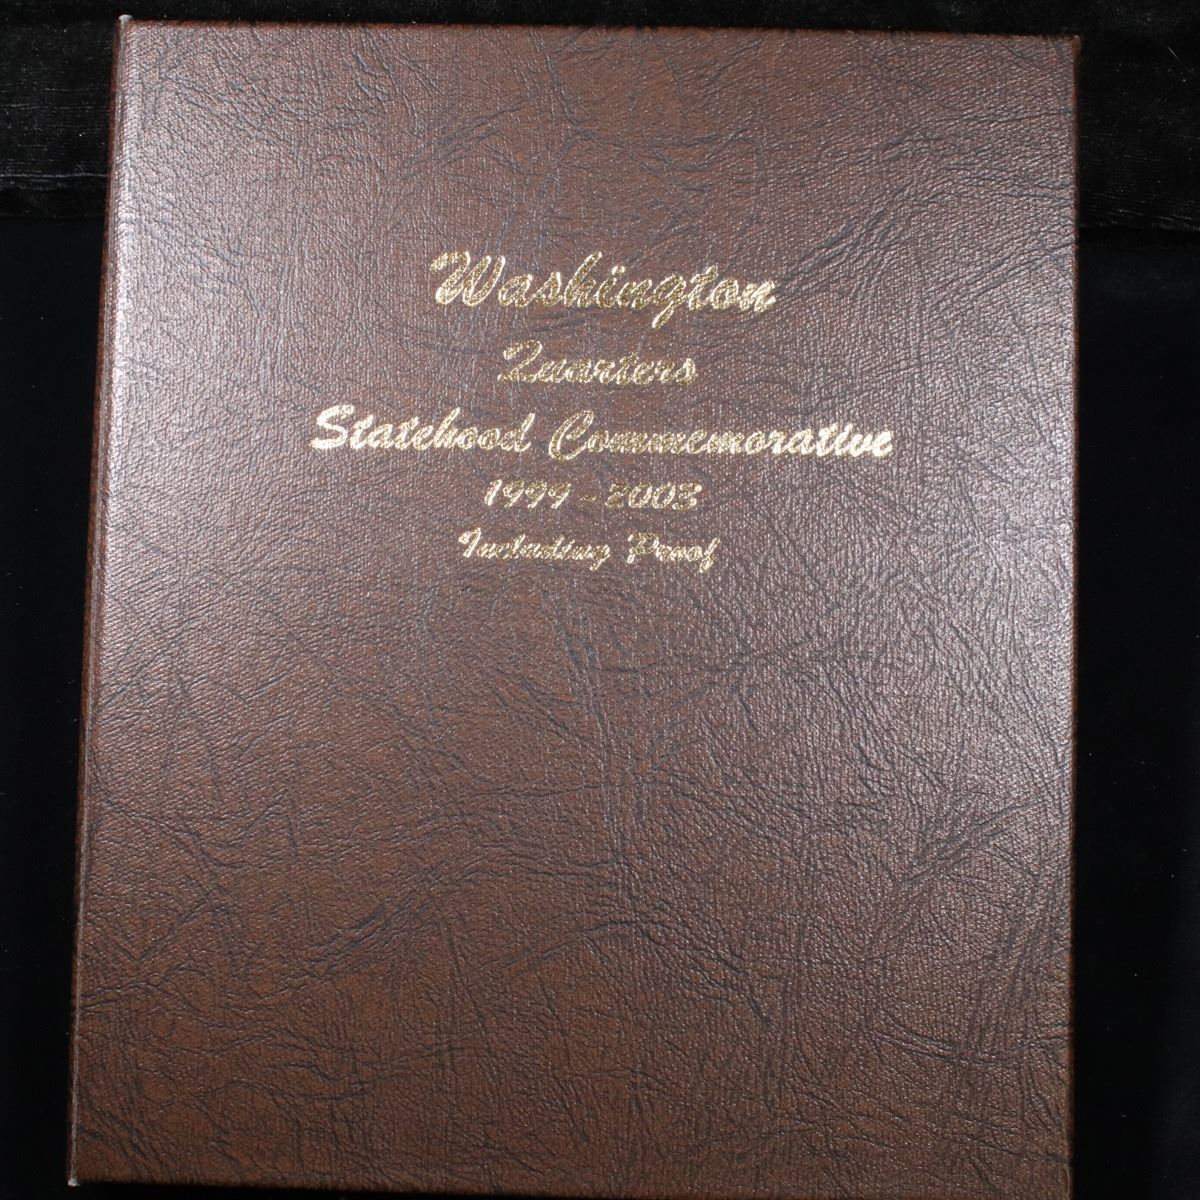 Washington
Quarters
Statehood Commemorative
1999 - 2003
Including Proof